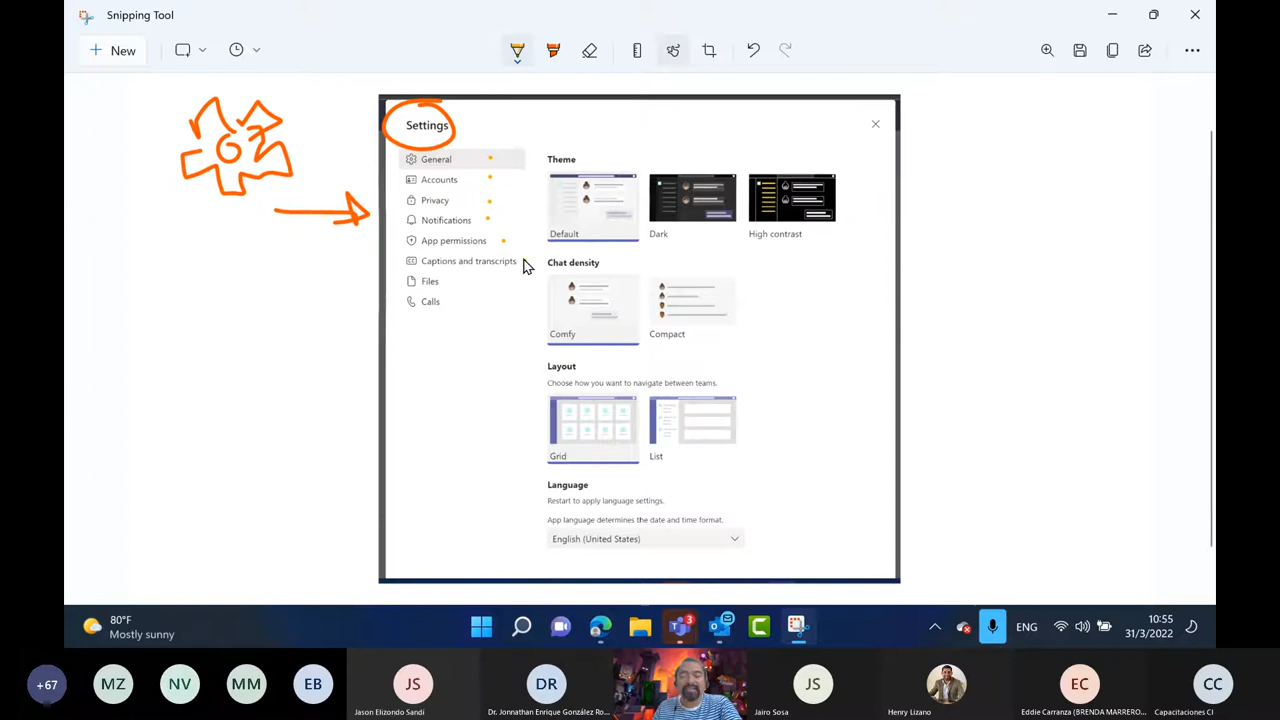 Snipping Tool
New
Settings
General
Accounts
Privacy
Notifications
App permissions
Captions and transcripts
Files
Calls
Theme
Default
Dark
High contrast
Chat density
Comfy
Compact
Layout
Choose how you want to navigate between teams.
Grid
List
Language
Restart to apply language settings.
App language determines the date and time format.
English (United States)
80°F
Mostly sunny
3
ENG
10:55
31/3/2022
+67
MZ
NV
MM
EB
JS
DR
JS
EC
CC
Jason Elizondo Sandí
Dr. Jonnathan Enrique González Ro...
Jairo Sosa
Henry Lizano
Eddie Carranza (BRENDA MARRERO...
Capacitaciones CI